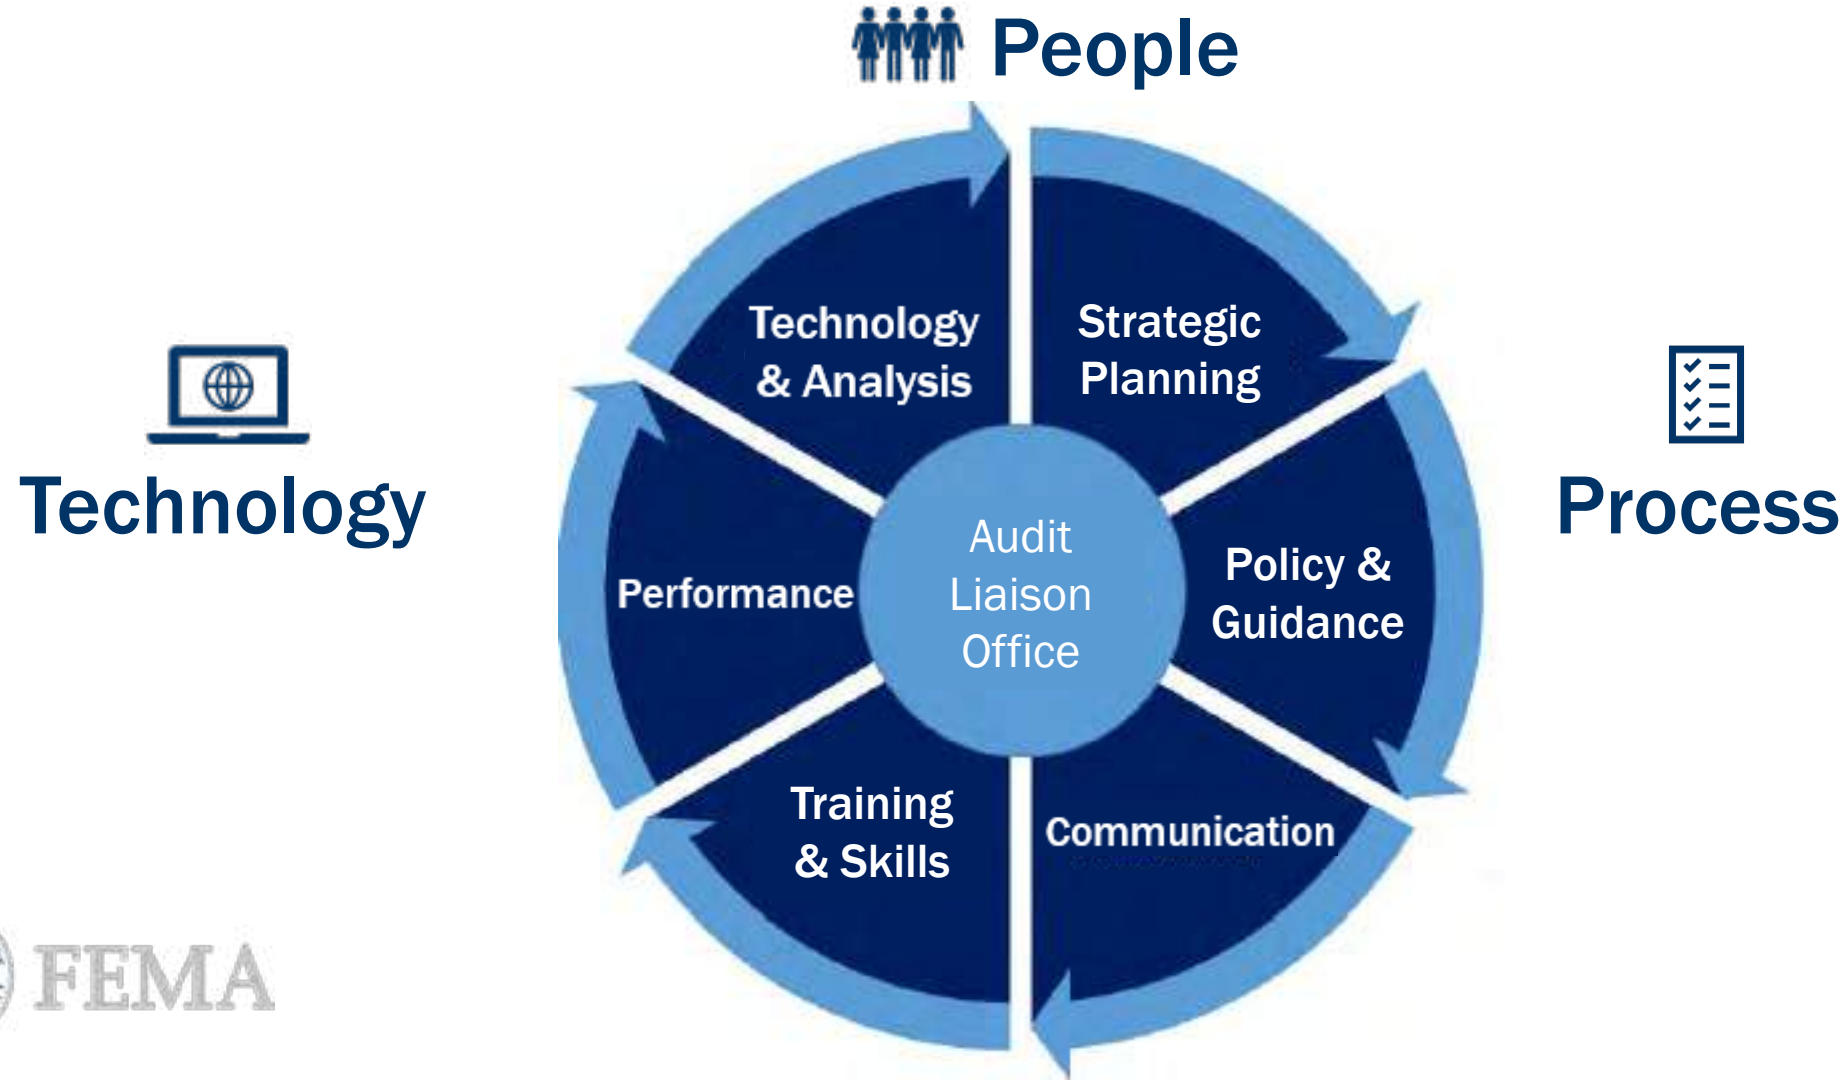 People
Technology
& Analysis
Strategic
Planning
Technology
Process
Performance
Audit
Liaison
Office
Policy &
Guidance
Training
& Skills
Communication
FEMA